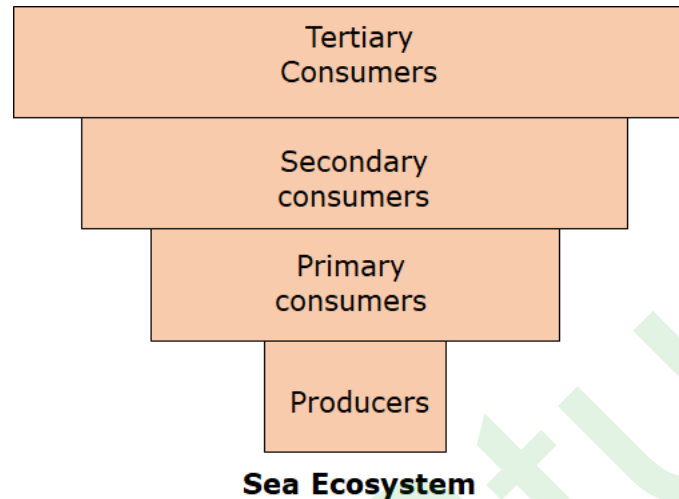 Tertiary
Consumers
Secondary
consumers
Primary
consumers
Producers
Sea Ecosystem